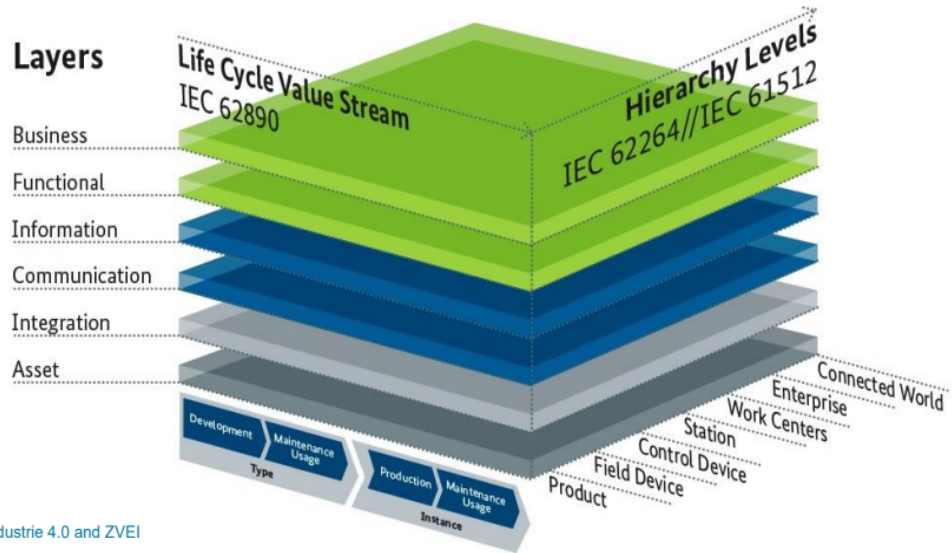 Layers
Life Cycle Value Stream
IEC 62890
Hierarchy Levels
IEC 62264//IEC 61512
Business
Functional
Information
Communication
Integration
Asset
Development
Maintenance
Usage
Type
Production
Maintenance
Usage
Instance
Product
Field Device
Control Device
Station
Work Centers
Enterprise
Connected World
dustrie 4.0 and ZVEI